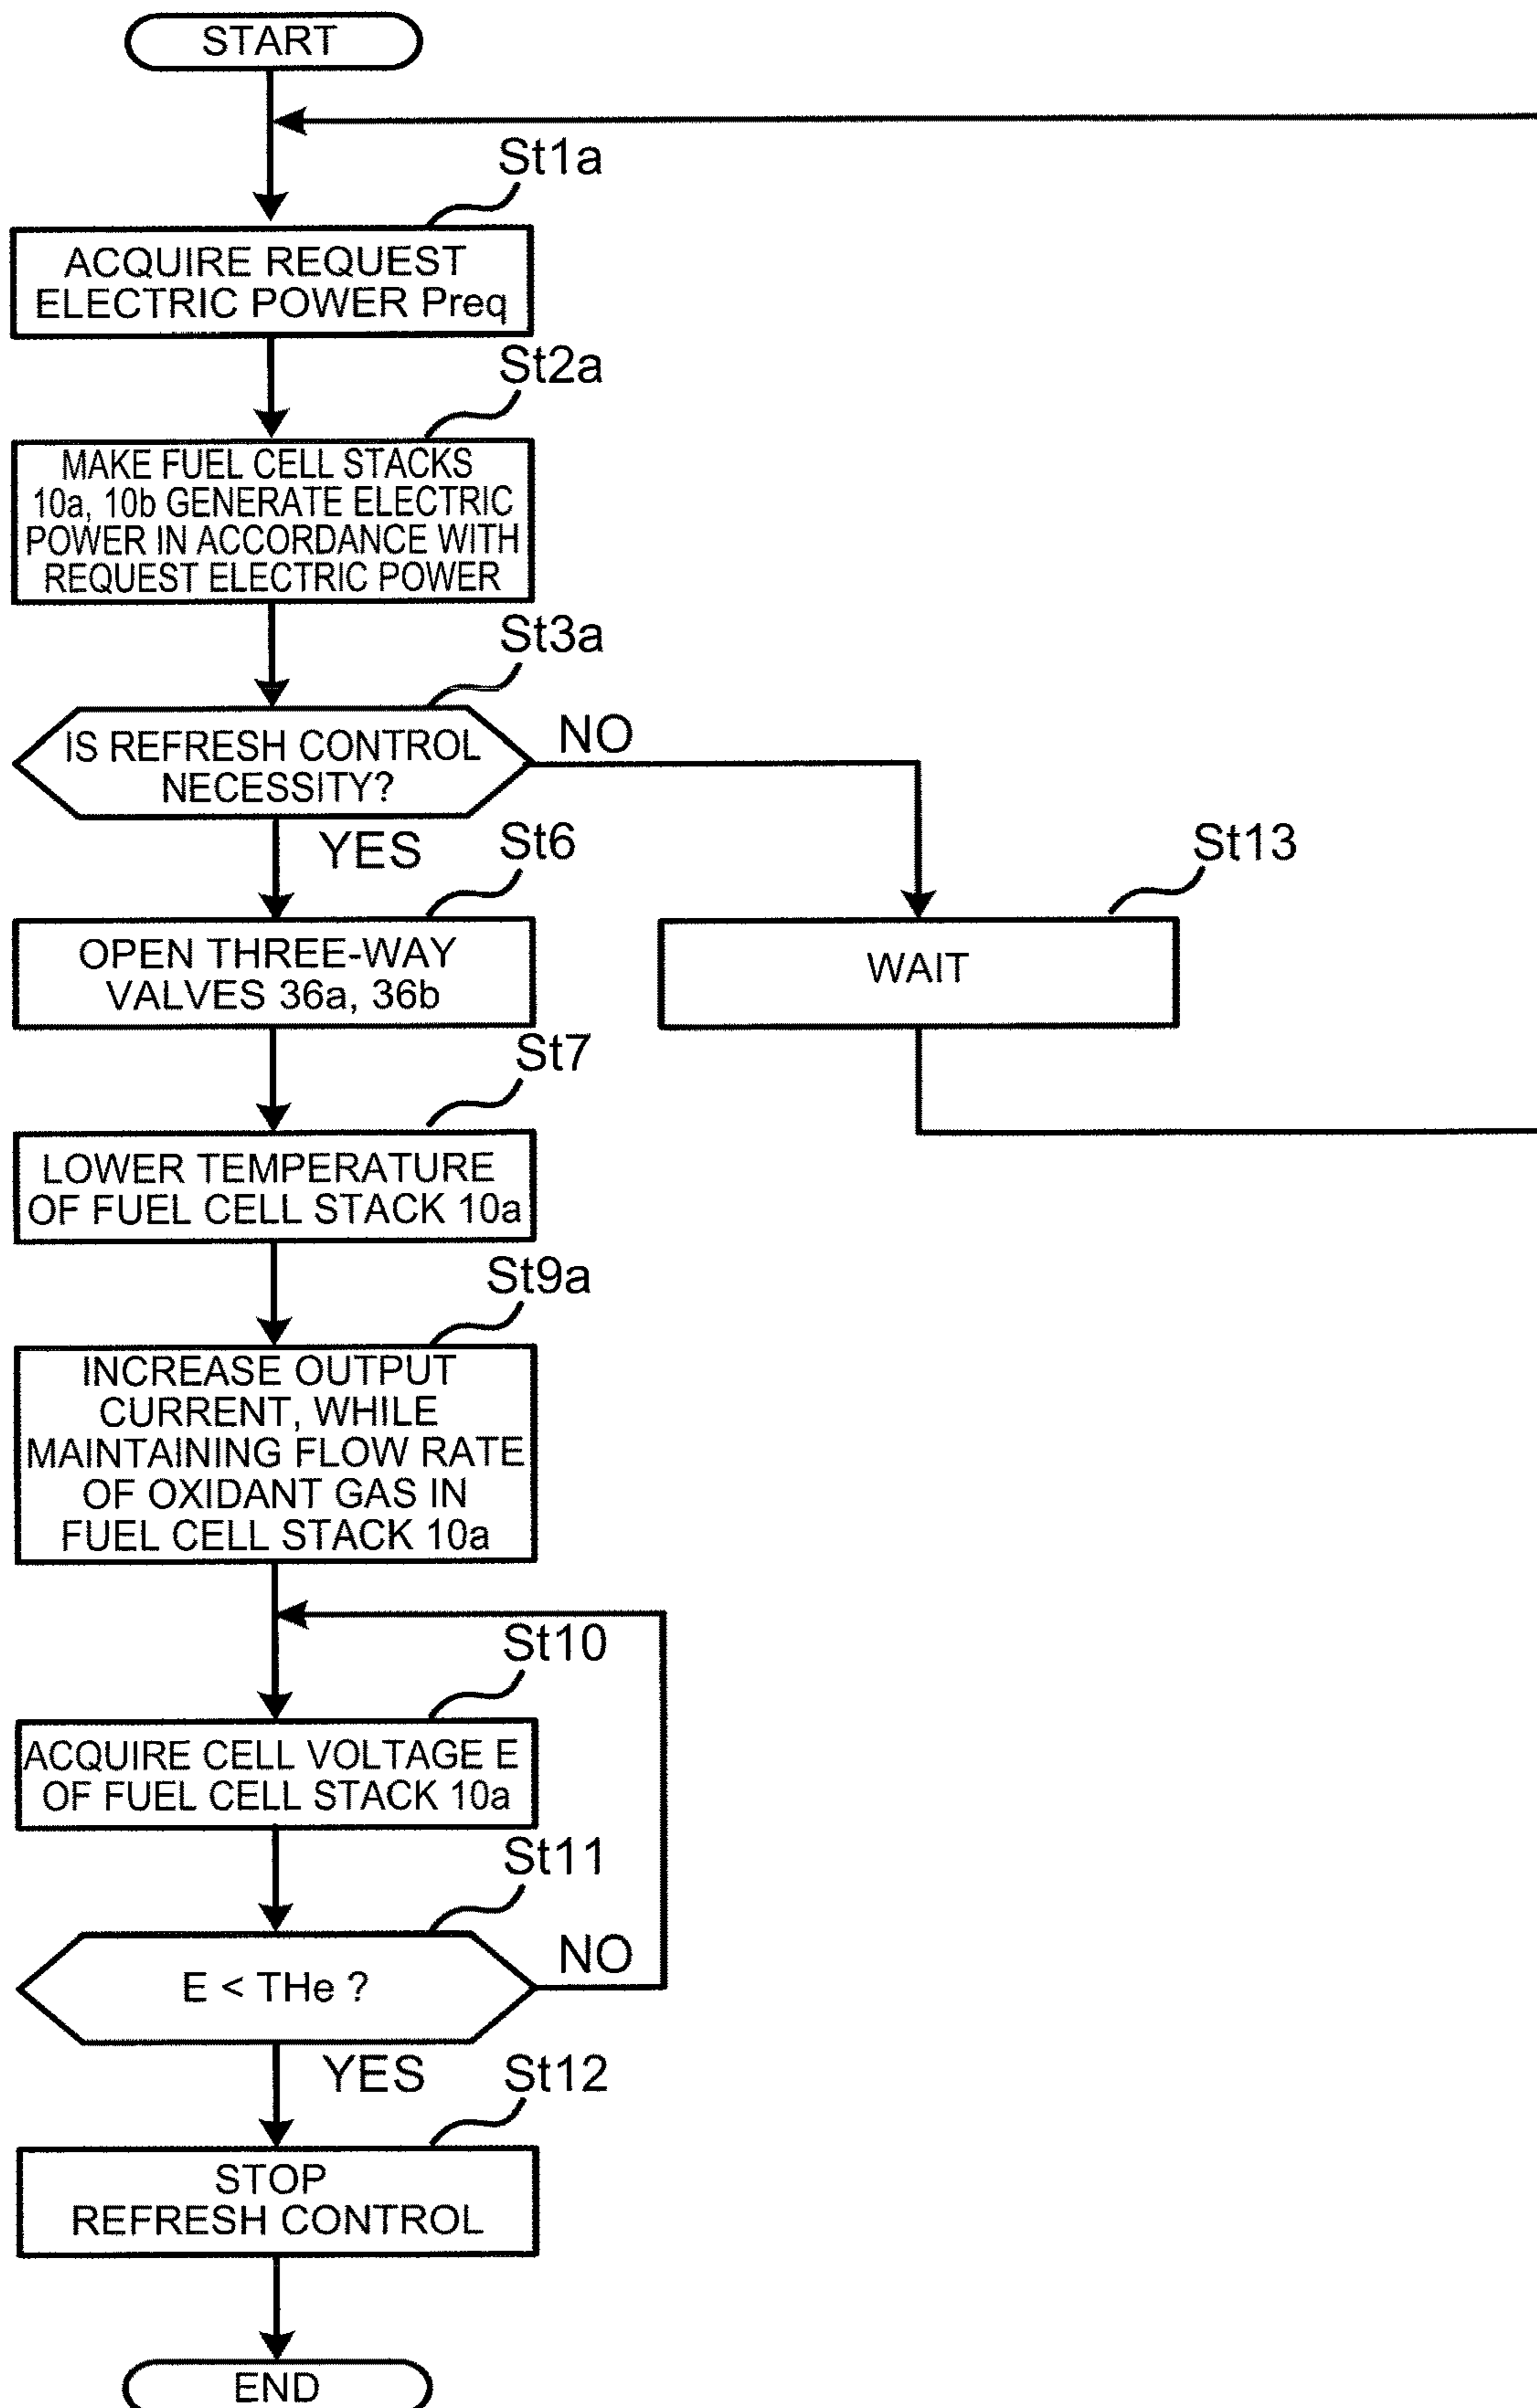 START
St1a
ACQUIRE REQUEST
ELECTRIC POWER Preq
St2a
MAKE FUEL CELL STACKS
10a, 10b GENERATE ELECTRIC
POWER IN ACCORDANCE WITH
REQUEST ELECTRIC POWER
St3a
IS REFRESH CONTROL
NECESSITY?
NO
YES
St6
OPEN THREE-WAY
VALVES 36a, 36b
St13
WAIT
St7
LOWER TEMPERATURE
OF FUEL CELL STACK 10a
St9a
INCREASE OUTPUT
CURRENT, WHILE
MAINTAINING FLOW RATE
OF OXIDANT GAS IN
FUEL CELL STACK 10a
St10
ACQUIRE CELL VOLTAGE E
OF FUEL CELL STACK 10a
St11
E < THe ?
NO
YES
St12
STOP
REFRESH CONTROL
END